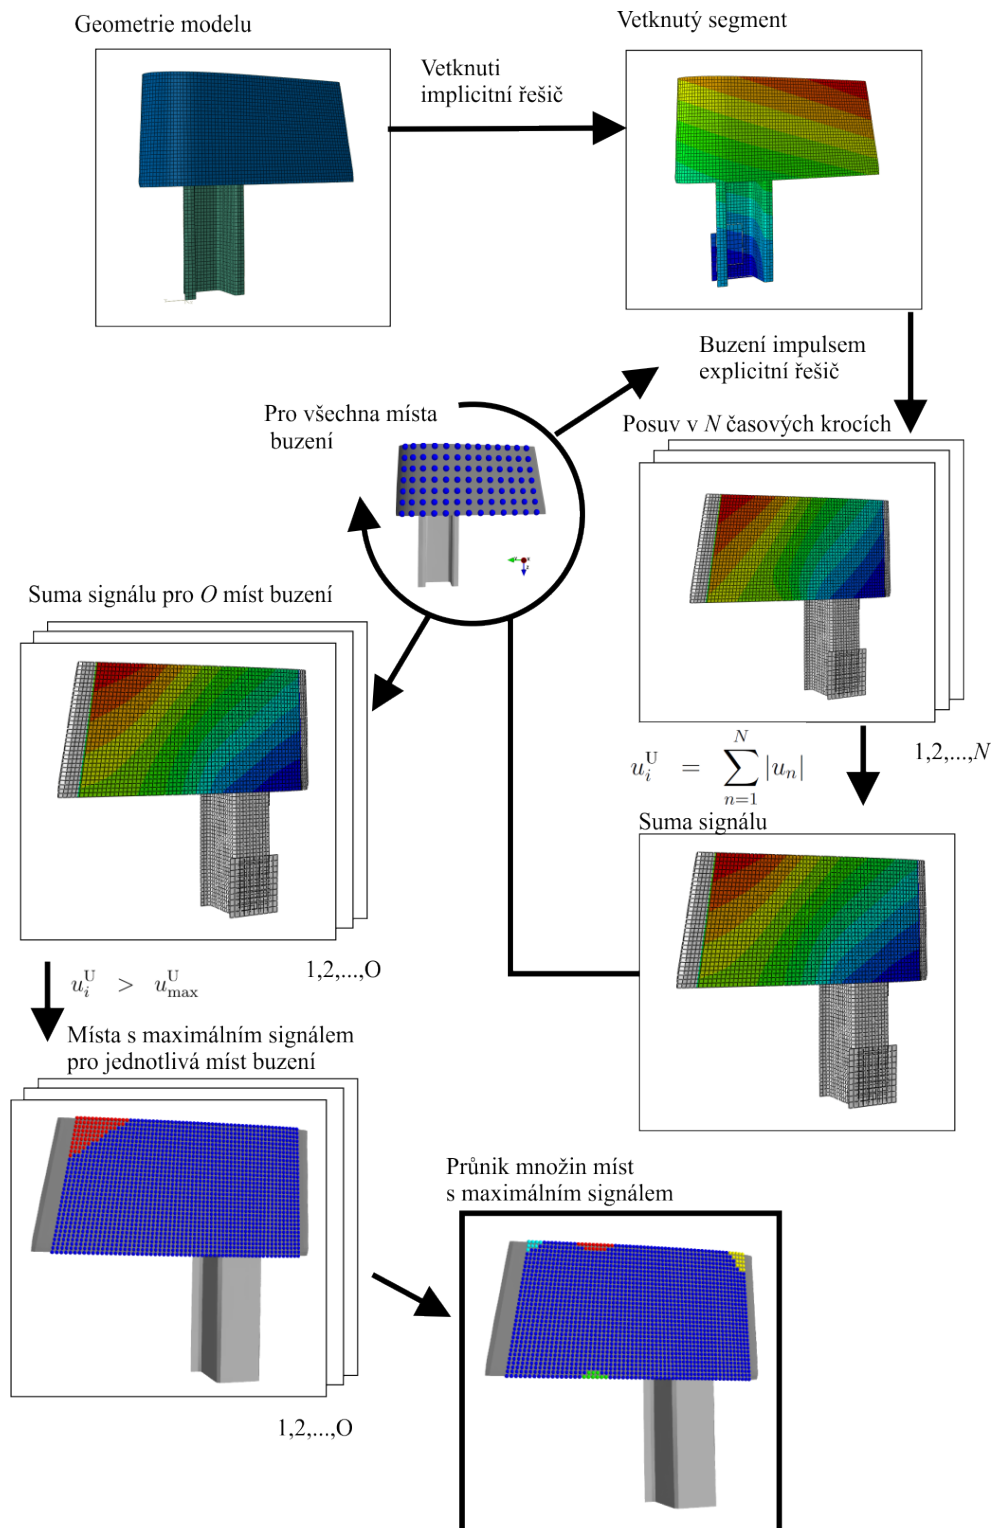 Geometrie modelu
Vetknuti
implicitní řešič
Vetknutý segment
Buzení impulsem
explicitní řešič
Pro všechna místa
buzení
Posuv v N časových krocích
1,2,...,N
u_i^U = \sum_{n=1}^{N} |u_n|
Suma signálu
Suma signálu pro O míst buzení
1,2,...,O
u_i^U > u_max^U
Místa s maximálním signálem
pro jednotlivá míst buzení
1,2,...,O
Průnik množin míst
s maximálním signálem